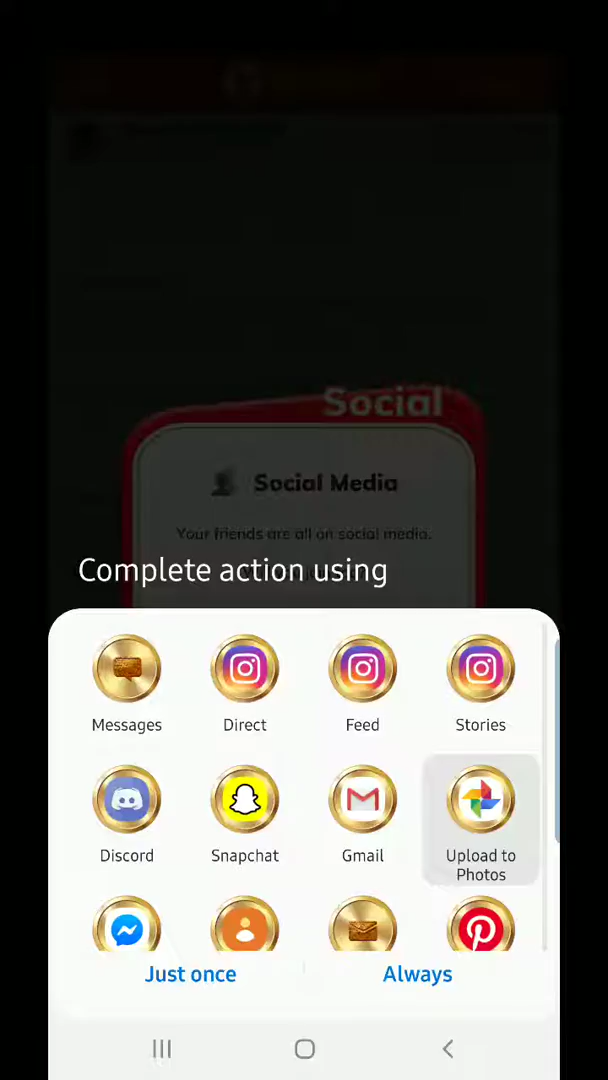 Social
Social Media
Your friends are all on social media.
Complete action using
Messages
Direct
Feed
Stories
Discord
Snapchat
Gmail
Upload to
Photos
Just once
Always